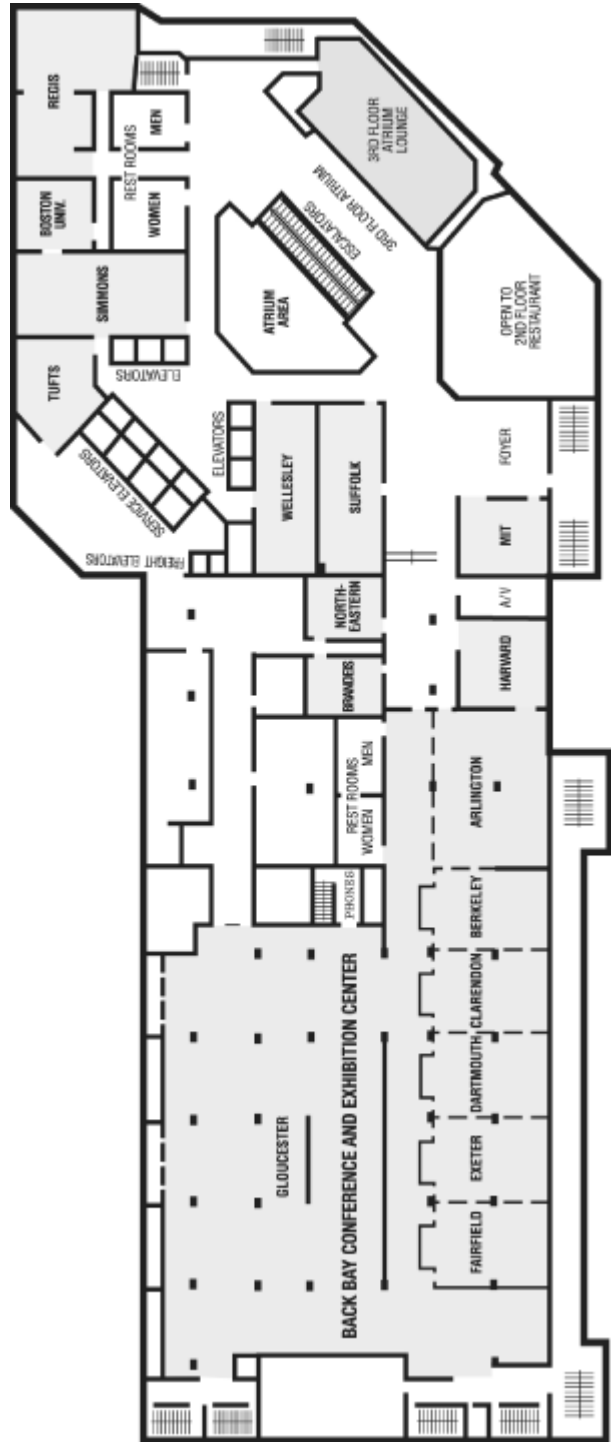 REGIS
MEN
REST ROOMS
WOMEN
BOSTON
UNIV.
SIMMONS
TUFTS
ELEVATORS
SERVICE ELEVATORS
FREIGHT ELEVATORS
ELEVATORS
3RD FLOOR
ATRIUM
LOUNGE
3RD FLOOR ATRIUM
ESCALATORS
ATRIUM
AREA
OPEN TO
2ND FLOOR
RESTAURANT
WELLESLEY
SUFFOLK
FOYER
MIT
A/V
HARVARD
NORTH-
EASTERN
BRANDEIS
REST ROOMS
WOMEN
MEN
PHONES
ARLINGTON
BERKELEY
CLARENDON
DARTMOUTH
EXETER
FAIRFIELD
GLOUCESTER
BACK BAY CONFERENCE AND EXHIBITION CENTER